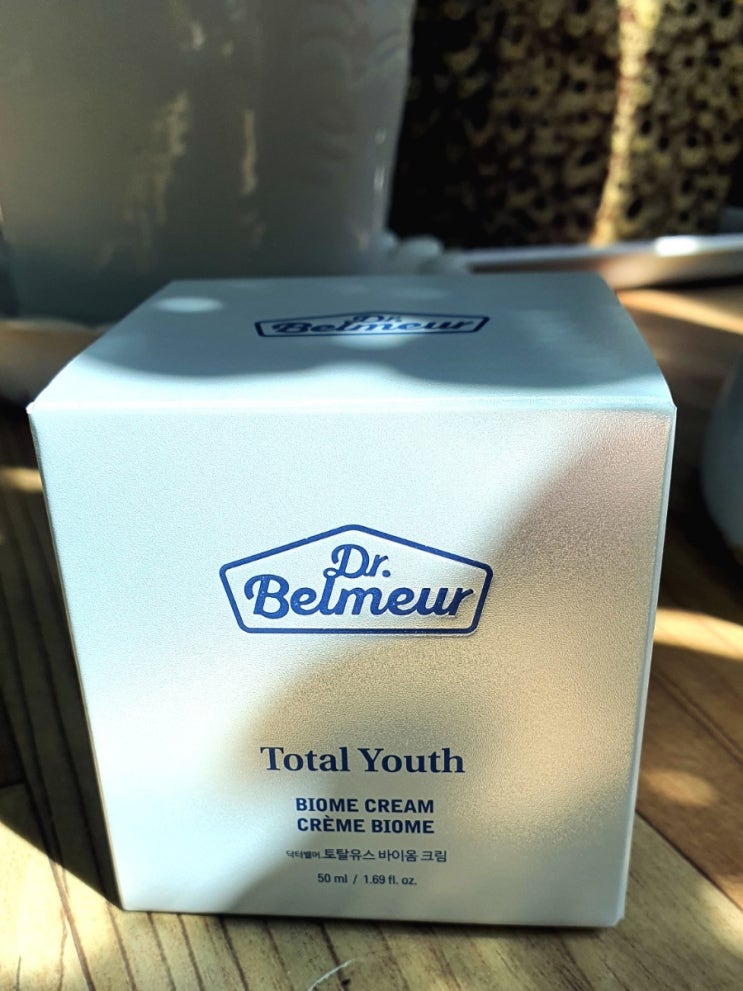 Dr.
Belmeur
Dr.
Belmeur
Total Youth
BIOME CREAM
CRÈME BIOME
닥터벨머 토탈유스 바이옴 크림
50 ml / 1.69 fl. oz.